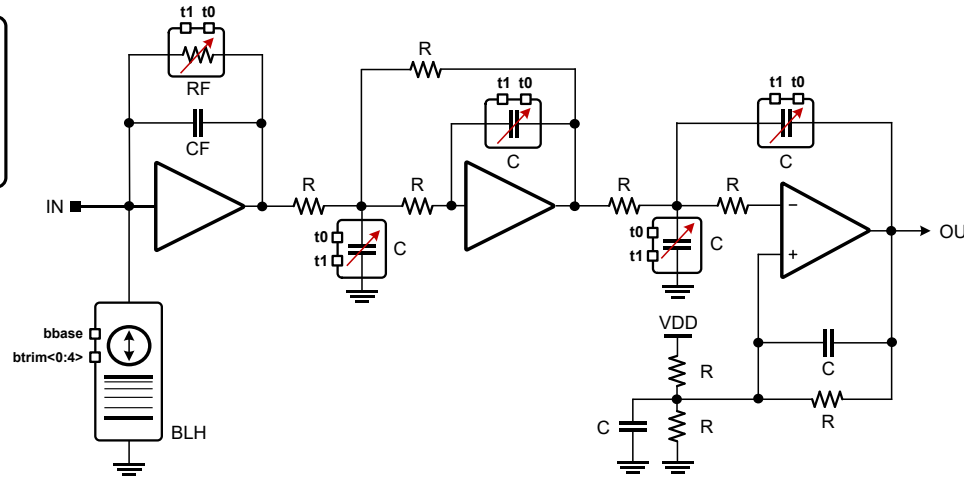 t1 t0
RF
CF
IN
R
t0
t1
C
R
R
t1 t0
C
R
t0
t1
C
R
t1 t0
C
−
+
OU
bbase
btrim<0:4>
BLH
VDD
R
C
R
C
R